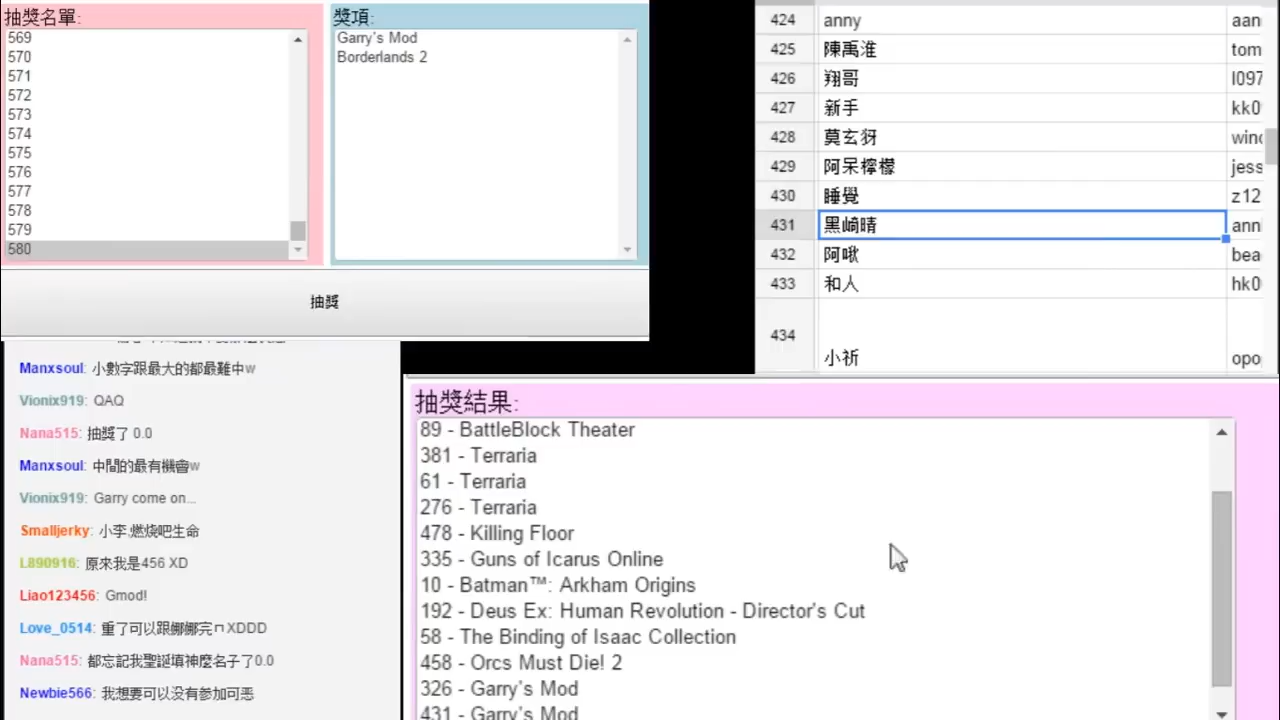 抽獎名單:
569
570
571
572
573
574
575
576
577
578
579
580
獎項:
Garry's Mod
Borderlands 2
抽獎
424 anny aan
425 陳禹淮 tom
426 翔哥 l097
427 新手 kk0
428 莫玄犽 wind
429 阿呆檸檬 jess
430 睡覺 z12
431 黑崎晴 ann
432 阿啾 bea
433 和人 hk0
434 小祈 opo
Manxsoul: 小數字跟最大的都最難中w
Vionix919: QAQ
Nana515: 抽獎了 0.0
Manxsoul: 中間的最有機會w
Vionix919: Garry come on...
Smalljerky: 小李,燃烧吧生命
L890916: 原來我是456 XD
Liao123456: Gmod!
Love_0514: 重了可以跟娜娜完ㄇXDDD
Nana515: 都忘記我聖誕填神麼名子了0.0
Newbie566: 我想要可以没有參加可惡
抽獎結果:
89 - BattleBlock Theater
381 - Terraria
61 - Terraria
276 - Terraria
478 - Killing Floor
335 - Guns of Icarus Online
10 - Batman™: Arkham Origins
192 - Deus Ex: Human Revolution - Director's Cut
58 - The Binding of Isaac Collection
458 - Orcs Must Die! 2
326 - Garry's Mod
431 - Garry's Mod